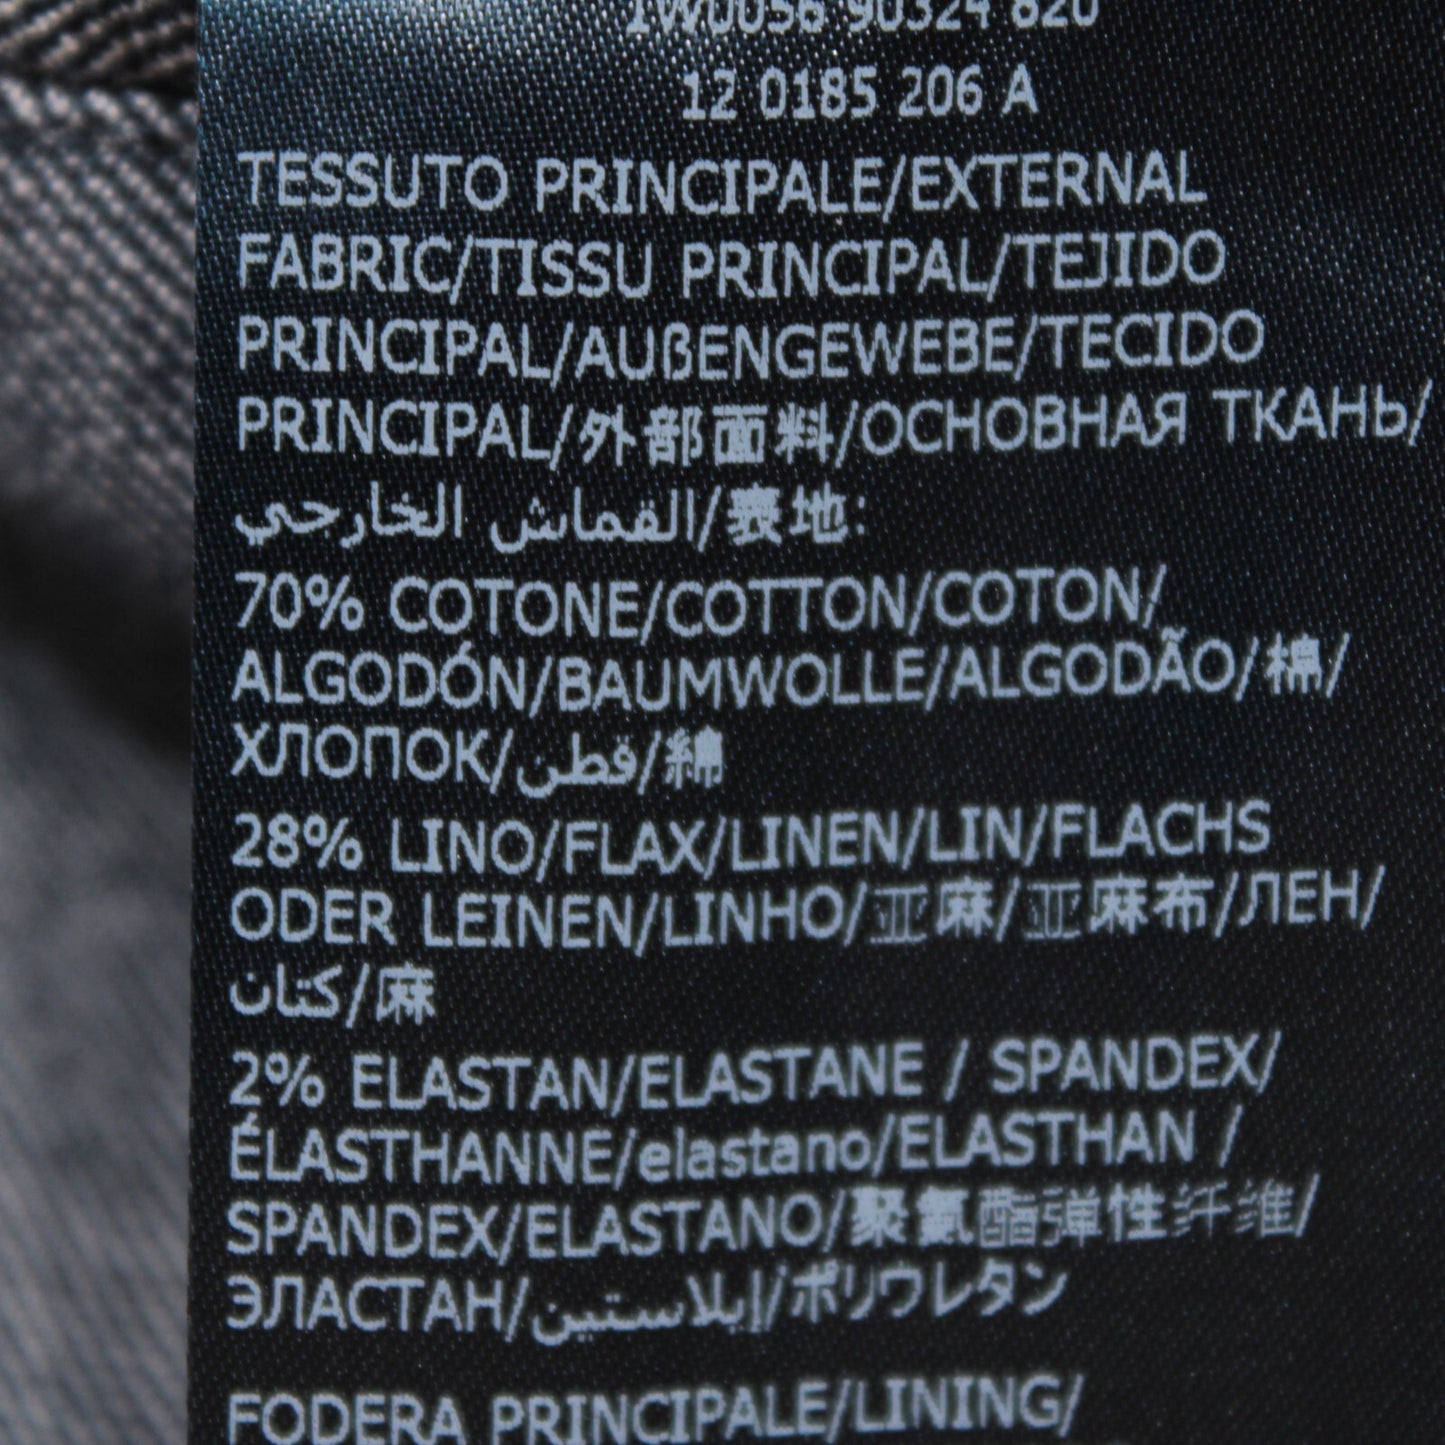 1W0056 90324 820
12 0185 206 A
TESSUTO PRINCIPALE/EXTERNAL
FABRIC/TISSU PRINCIPAL/TEJIDO
PRINCIPAL/AUßENGEWEBE/TECIDO
PRINCIPAL/外部面料/ОСНОВНАЯ ТКАНЬ/
القماش الخارجي/表地:
70% COTONE/COTTON/COTON/
ALGODÓN/BAUMWOLLE/ALGODÃO/棉/
ХЛОПОК/قطن/綿
28% LINO/FLAX/LINEN/LIN/FLACHS
ODER LEINEN/LINHO/亚麻/亚麻布/ЛЕН/
كتان/麻
2% ELASTAN/ELASTANE / SPANDEX/
ÉLASTHANNE/elastano/ELASTHAN /
SPANDEX/ELASTANO/聚氨酯弹性纤维/
ЭЛАСТАН/إيلاستين/ポリウレタン
FODERA PRINCIPALE/LINING/